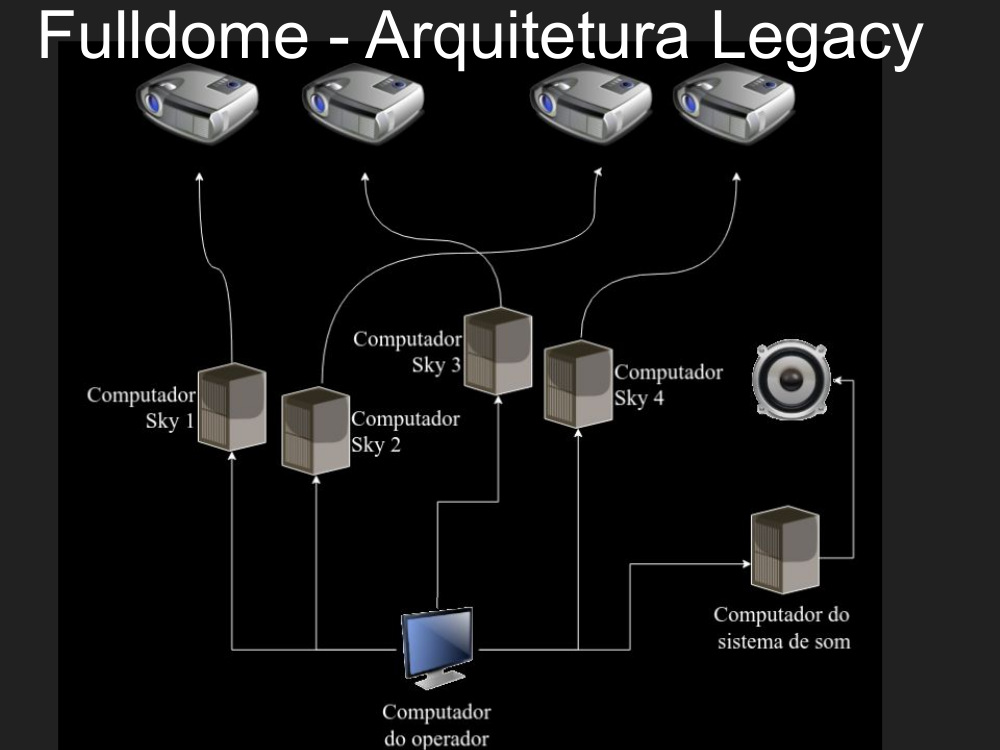 Fulldome - Arquitetura Legacy
Computador
Sky 3
Computador
Sky 4
Computador
Sky 1
Computador
Sky 2
Computador do
sistema de som
Computador
do operador